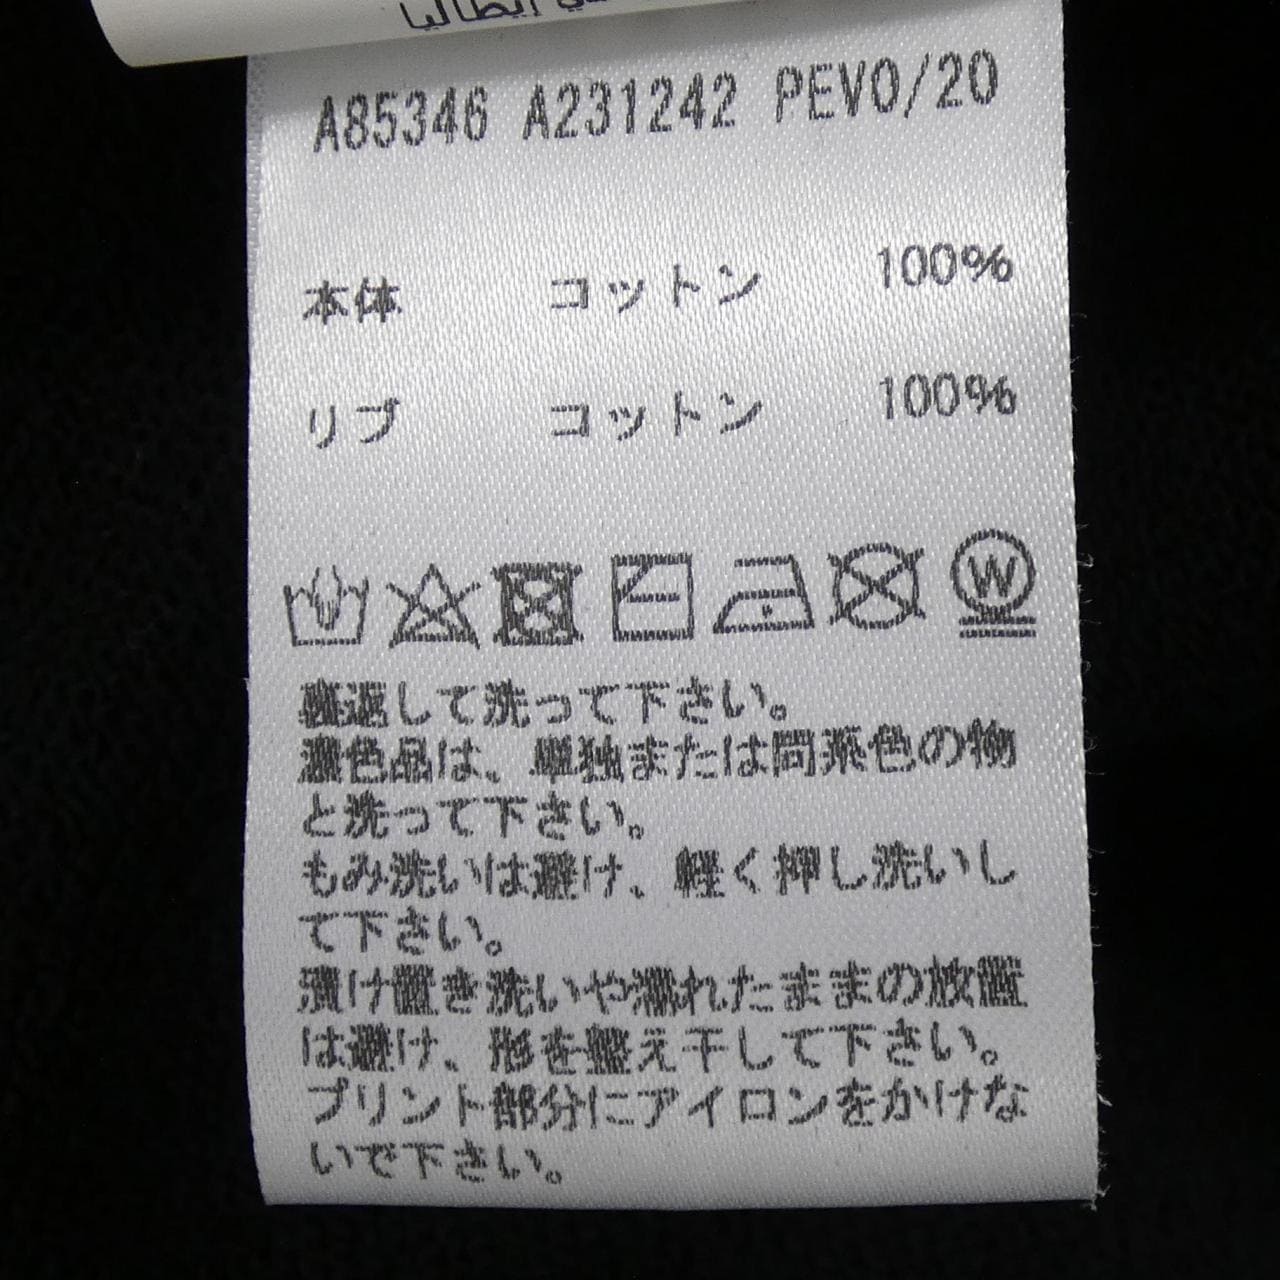 إيطاليا
A85346 A231242 PEVO/20
本体 コットン 100%
リブ コットン 100%
W
裏返して洗って下さい。
濃色品は、単独または同系色の物
と洗って下さい。
もみ洗いは避け、軽く押し洗いし
て下さい。
漬け置き洗いや濡れたままの放置
は避け、形を整え干して下さい。
プリント部分にアイロンをかけな
いで下さい。